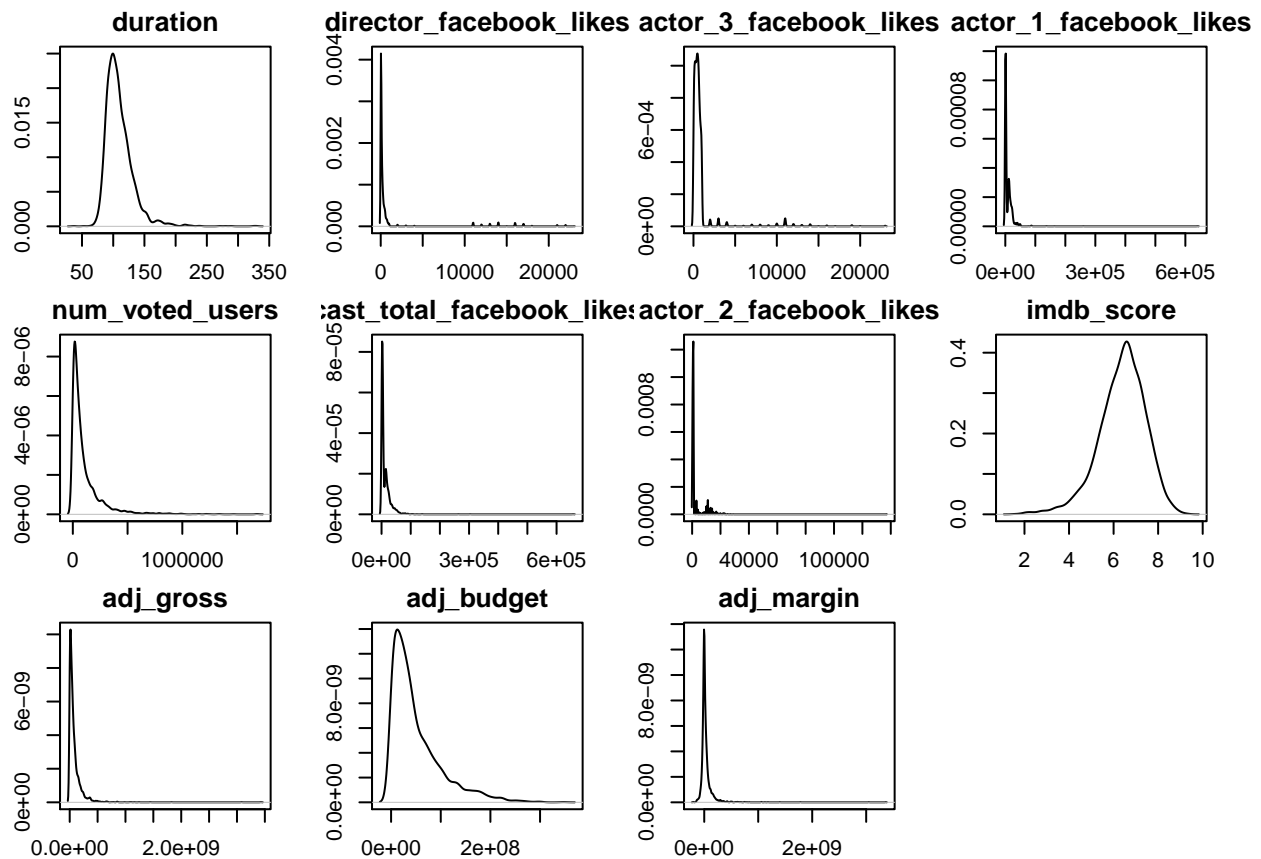 duration
0.000 0.015
50 150 250 350
director_facebook_likes
0.000 0.002 0.004
0 10000 20000
actor_3_facebook_likes
0e+00 6e−04
0 10000 20000
actor_1_facebook_likes
0.00000 0.00008
0e+00 3e+05 6e+05
num_voted_users
0e+00 4e−06 8e−06
0 1000000
cast_total_facebook_likes
0e+00 4e−05 8e−05
0e+00 3e+05 6e+05
actor_2_facebook_likes
0.0000 0.0008
0 40000 100000
imdb_score
0.0 0.2 0.4
2 4 6 8 10
adj_gross
0e+00 6e−09
0.0e+00 2.0e+09
adj_budget
0.0e+00 8.0e−09
0e+00 2e+08
adj_margin
0.0e+00 8.0e−09
0e+00 2e+09